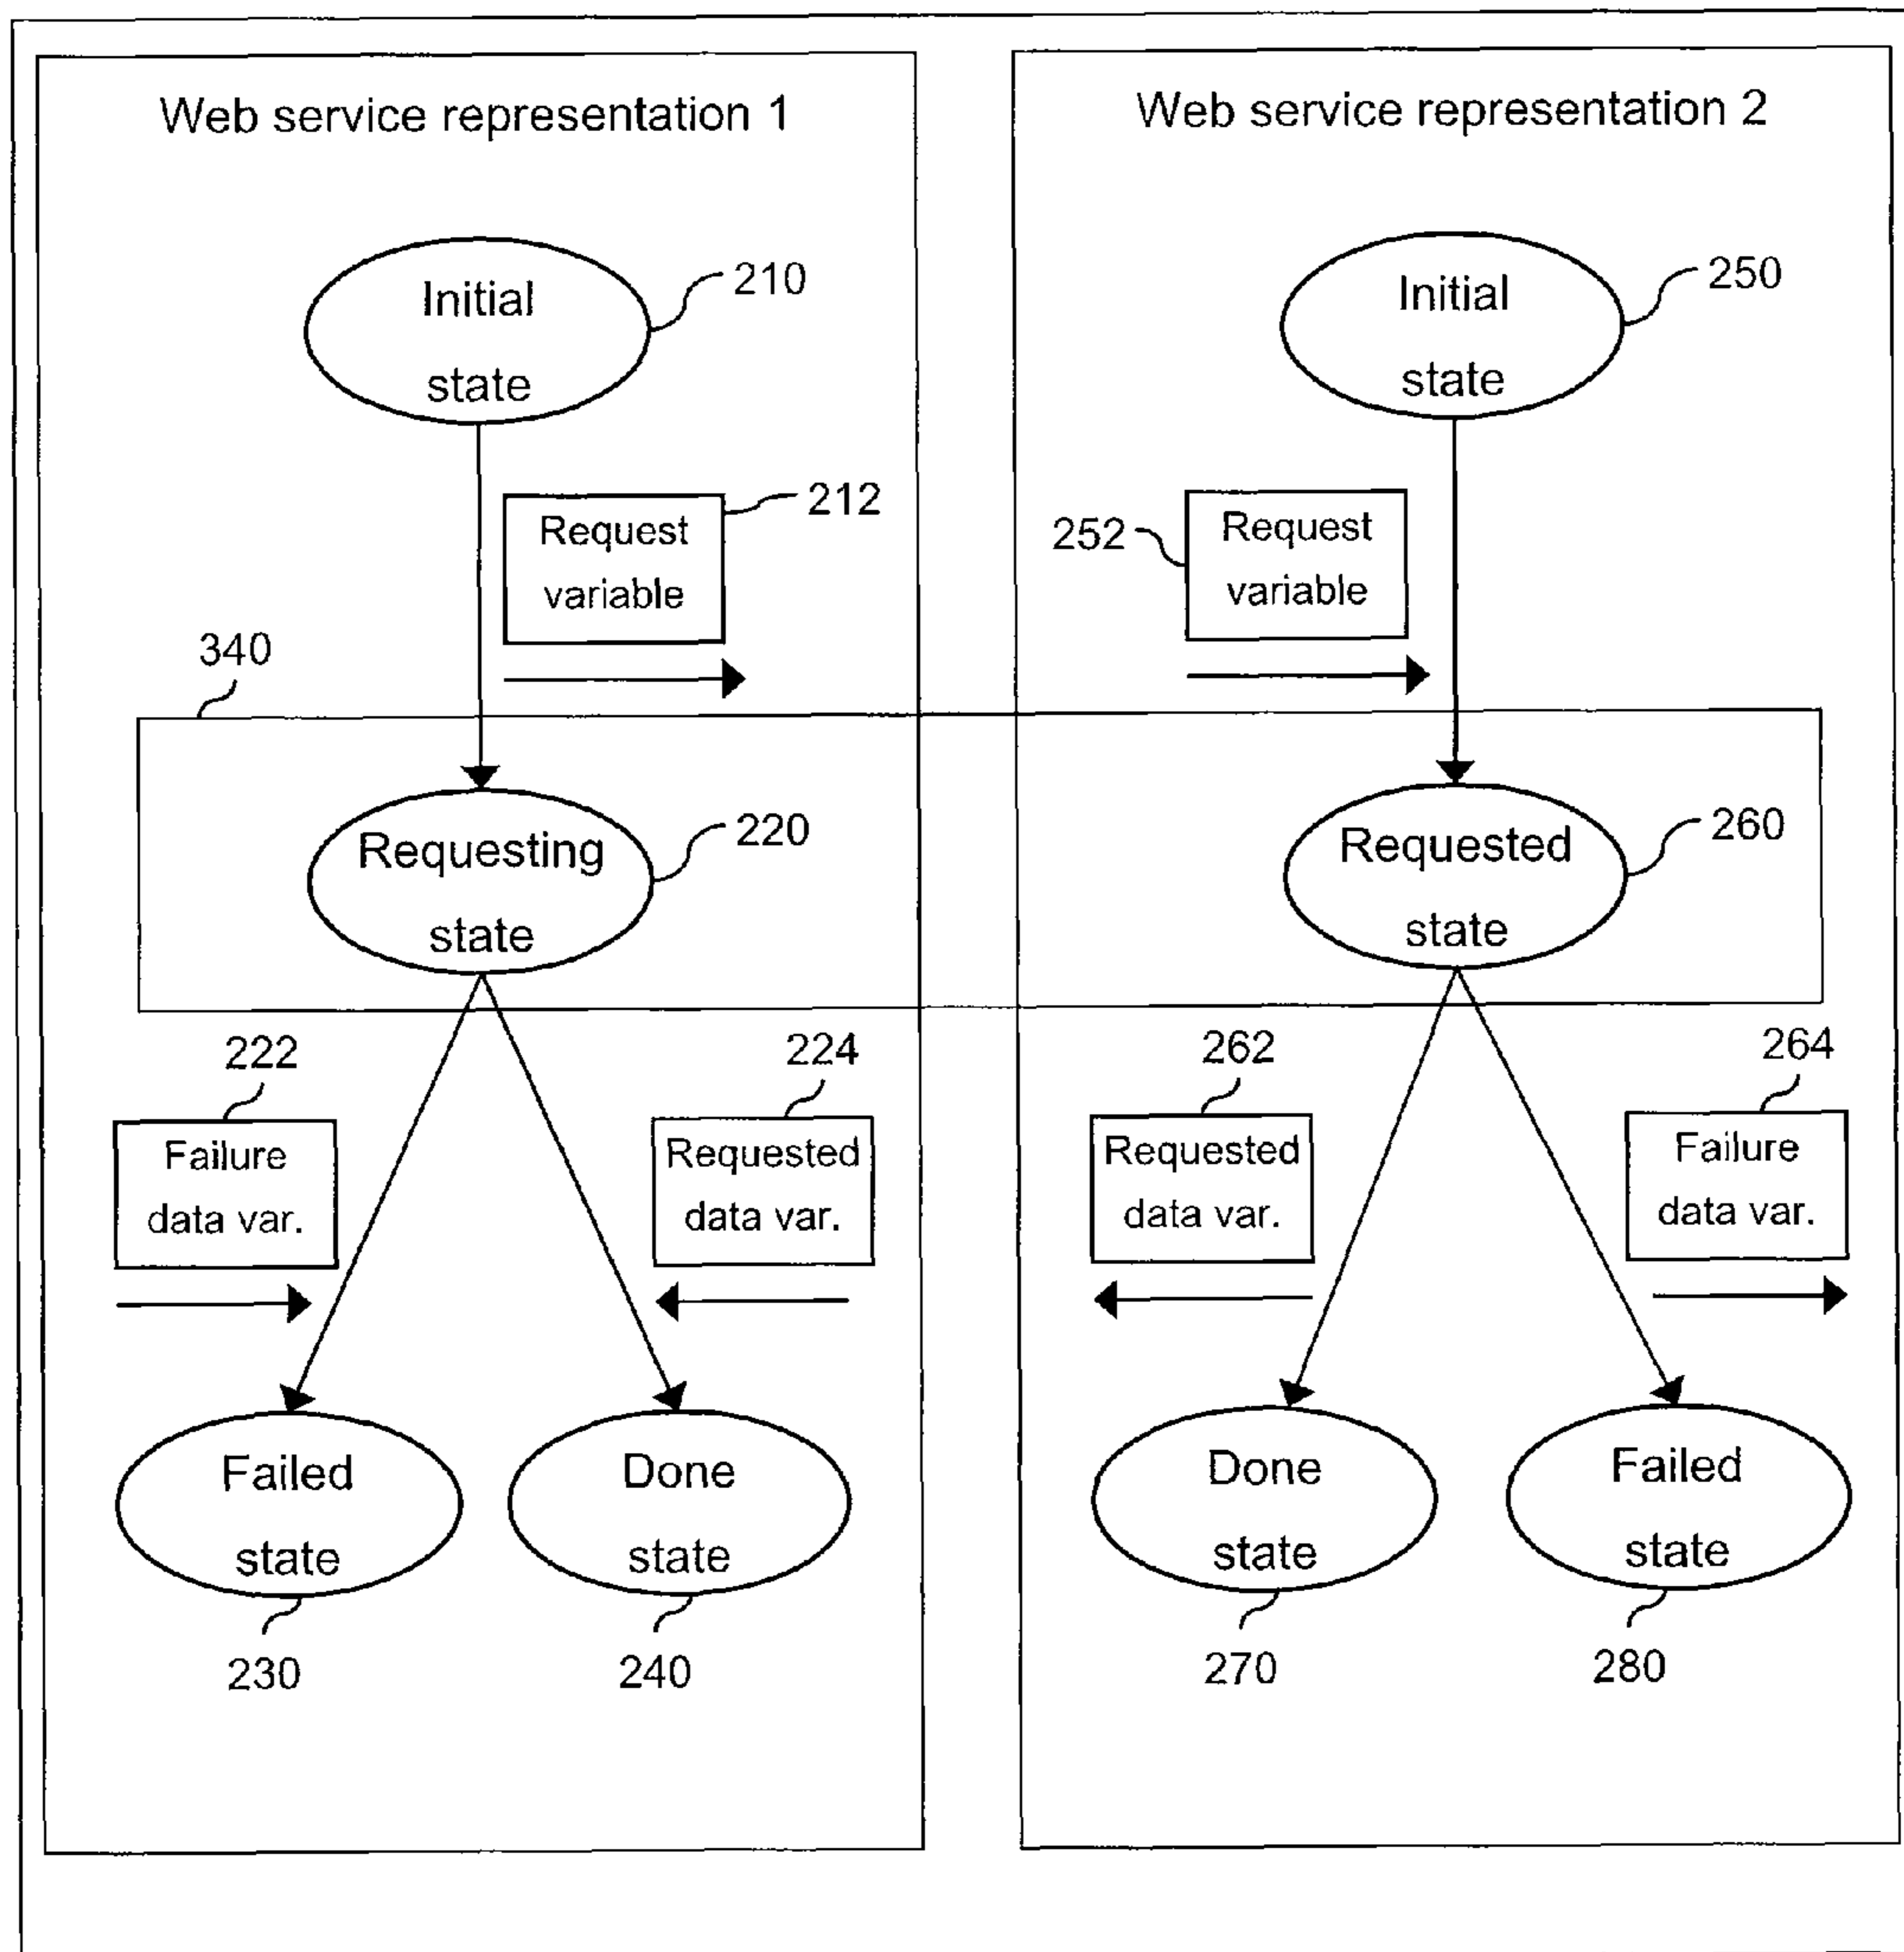 Web service representation 1
Web service representation 2
Initial
state
210
Initial
state
250
Request
variable
212
252
Request
variable
340
Requesting
state
220
Requested
state
260
222
224
262
264
Failure
data var.
Requested
data var.
Requested
data var.
Failure
data var.
Failed
state
Done
state
Done
state
Failed
state
230
240
270
280